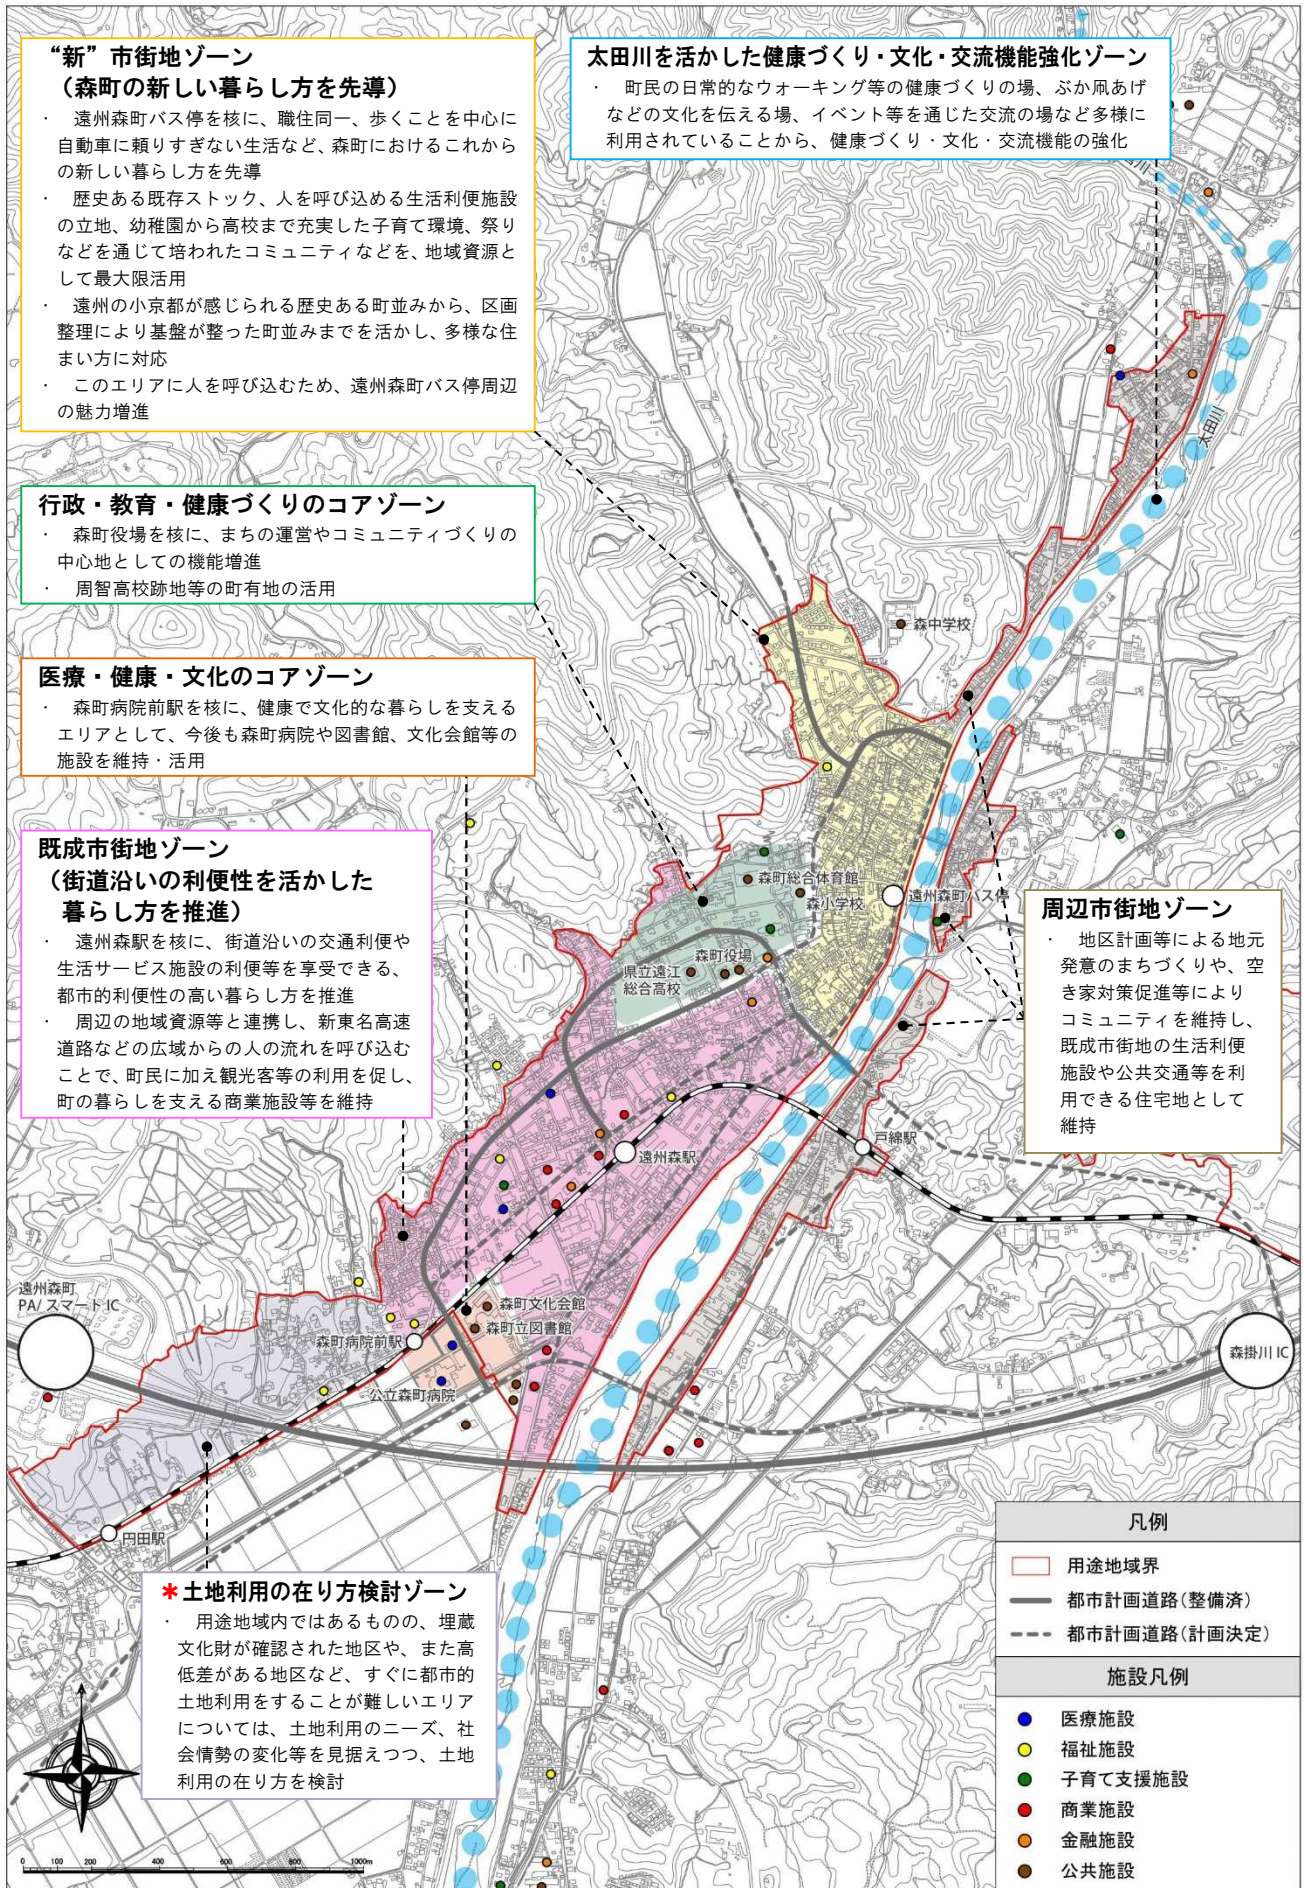 “新”市街地ゾーン
（森町の新しい暮らし方を先導）
・ 遠州森町バス停を核に、職住同一、歩くことを中心に
自動車に頼りすぎない生活など、森町におけるこれから
の新しい暮らし方を先導
・ 歴史ある既存ストック、人を呼び込める生活利便施設
の立地、幼稚園から高校まで充実した子育て環境、祭り
などを通じて培われたコミュニティなどを、地域資源と
して最大限活用
・ 遠州の小京都が感じられる歴史ある町並みから、区画
整理により基盤が整った町並みまでを活かし、多様な住
まい方に対応
・ このエリアに人を呼び込むため、遠州森町バス停周辺
の魅力増進
太田川を活かした健康づくり・文化・交流機能強化ゾーン
・ 町民の日常的なウォーキング等の健康づくりの場、ぶか凧あげ
などの文化を伝える場、イベント等を通じた交流の場など多様に
利用されていることから、健康づくり・文化・交流機能の強化
行政・教育・健康づくりのコアゾーン
・ 森町役場を核に、まちの運営やコミュニティづくりの
中心地としての機能増進
・ 周智高校跡地等の町有地の活用
医療・健康・文化のコアゾーン
・ 森町病院前駅を核に、健康で文化的な暮らしを支える
エリアとして、今後も森町病院や図書館、文化会館等の
施設を維持・活用
既成市街地ゾーン
（街道沿いの利便性を活かした
暮らし方を推進）
・ 遠州森駅を核に、街道沿いの交通利便や
生活サービス施設の利便等を享受できる、
都市的利便性の高い暮らし方を推進
・ 周辺の地域資源等と連携し、新東名高速
道路などの広域からの人の流れを呼び込む
ことで、町民に加え観光客等の利用を促し、
町の暮らしを支える商業施設等を維持
周辺市街地ゾーン
・ 地区計画等による地元
発意のまちづくりや、空
き家対策促進等により
コミュニティを維持し、
既成市街地の生活利便
施設や公共交通等を利
用できる住宅地として
維持
太田川
森中学校
森町総合体育館
森小学校
遠州森町バス停
森町役場
県立遠江
総合高校
戸綿駅
遠州森駅
遠州森町
PA/スマートIC
森町文化会館
森町立図書館
森町病院前駅
公立森町病院
森掛川IC
円田駅
＊土地利用の在り方検討ゾーン
・ 用途地域内ではあるものの、埋蔵
文化財が確認された地区や、また高
低差がある地区など、すぐに都市的
土地利用をすることが難しいエリア
については、土地利用のニーズ、社
会情勢の変化等を見据えつつ、土地
利用の在り方を検討
凡例
用途地域界
都市計画道路(整備済)
都市計画道路(計画決定)
施設凡例
医療施設
福祉施設
子育て支援施設
商業施設
金融施設
公共施設
0 100 200 400 600 800 1000m